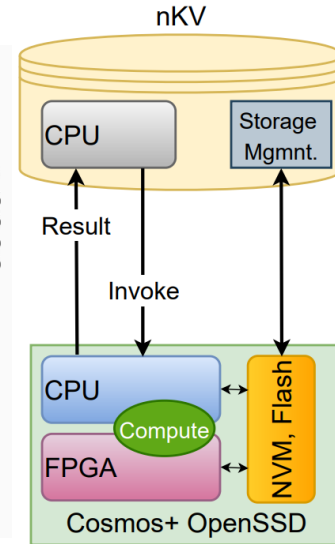 nKV
CPU
Storage
Mgmnt.
Result
Invoke
CPU
Compute
FPGA
NVM, Flash
Cosmos+ OpenSSD